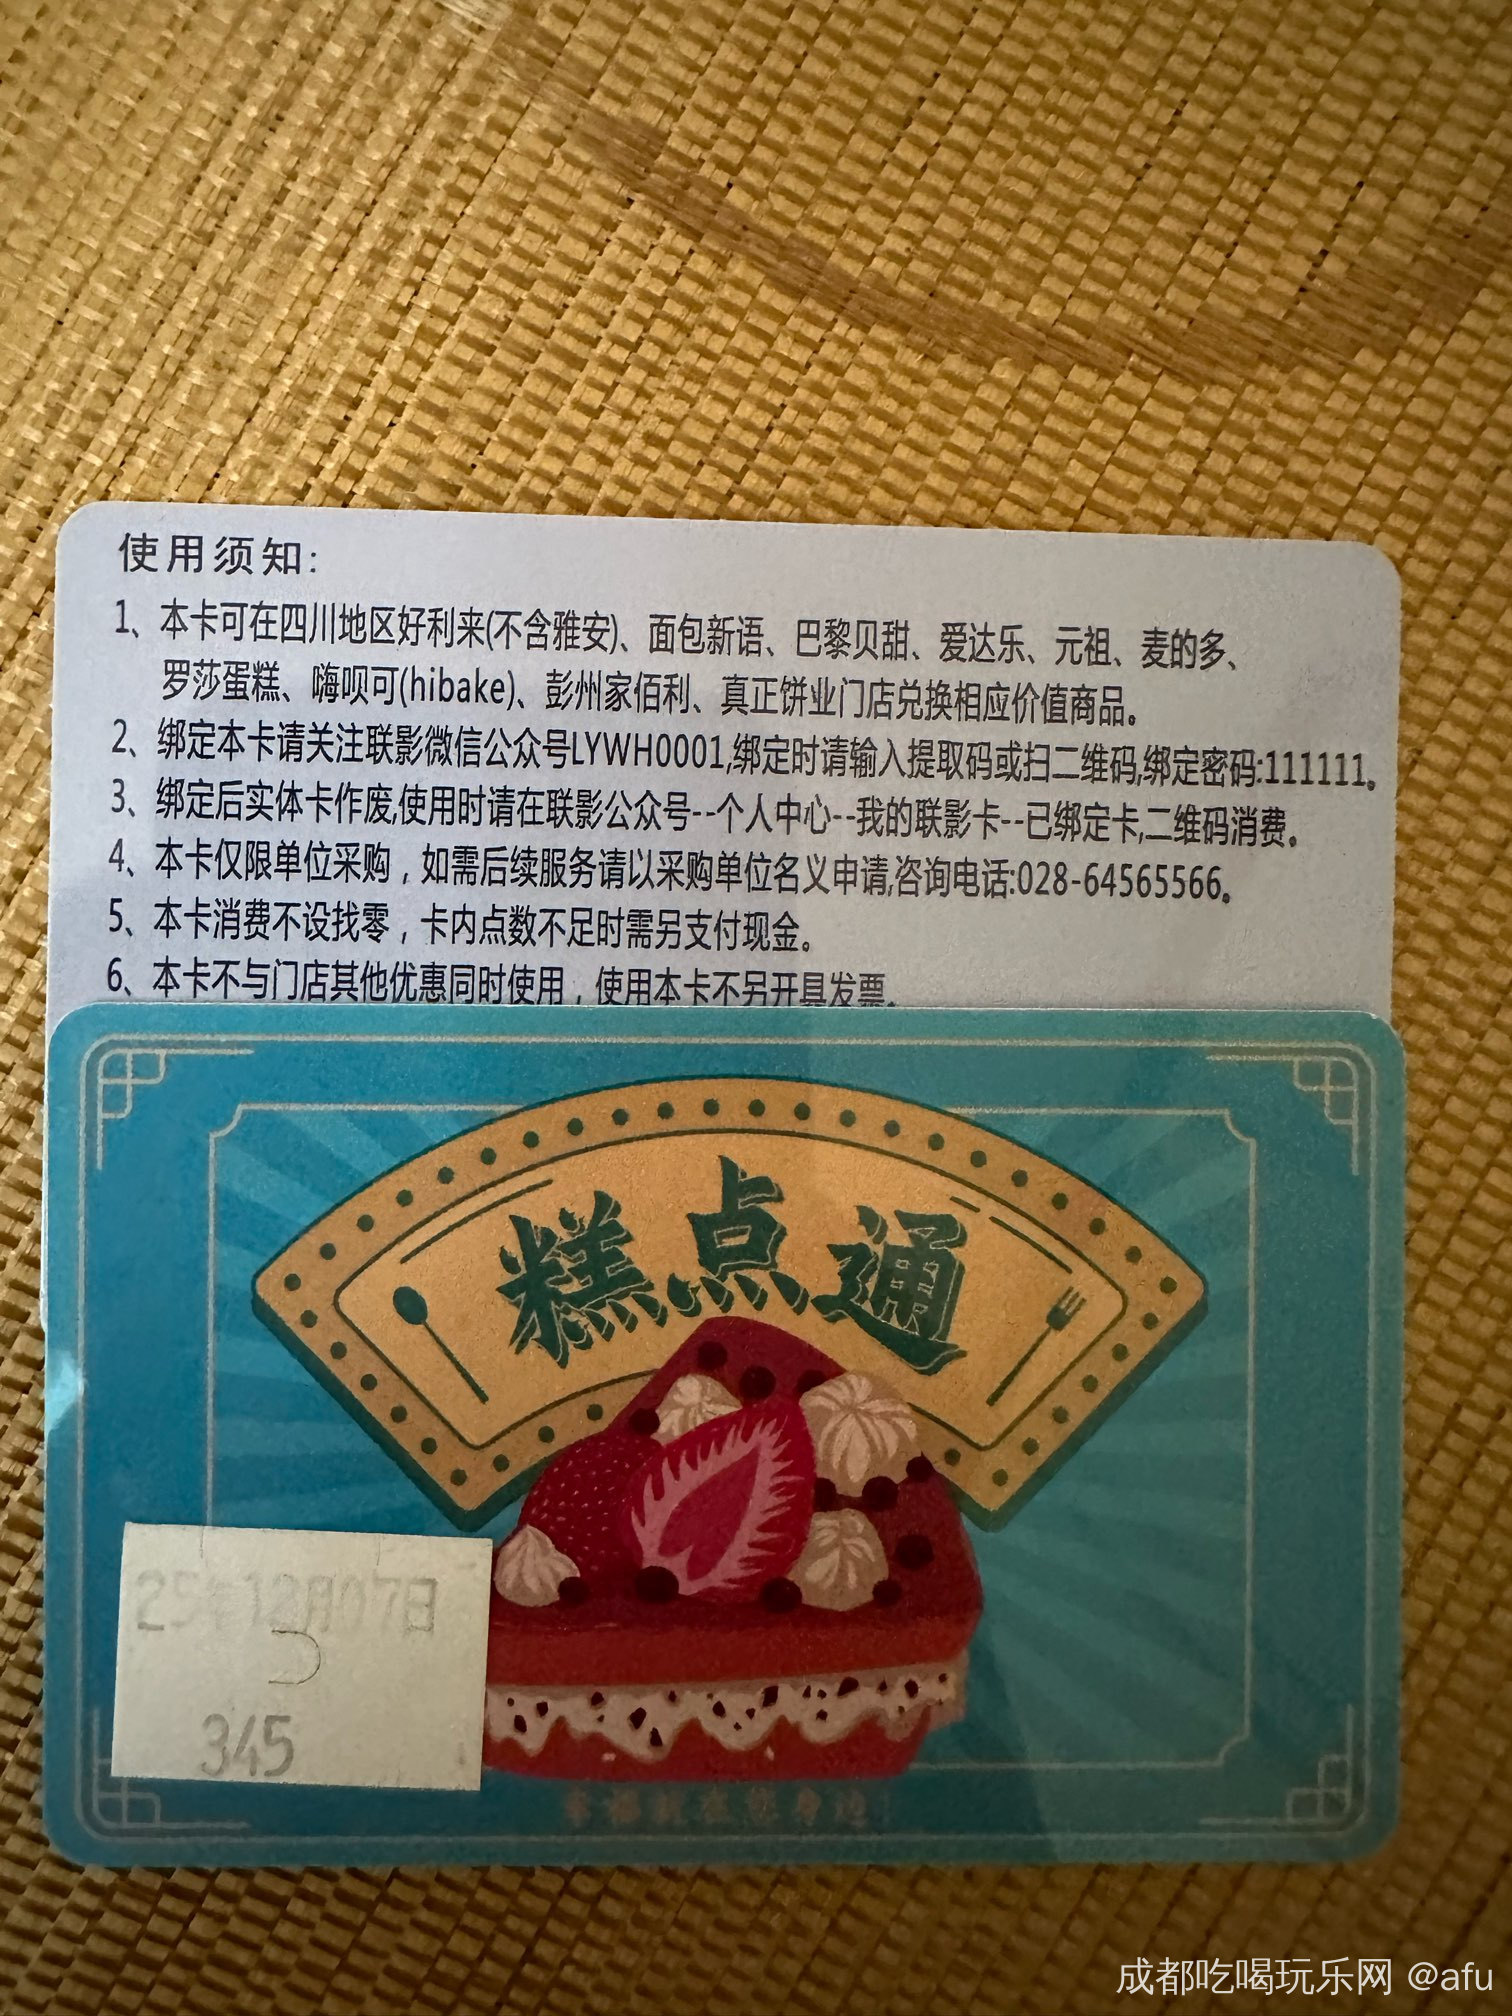 使用须知:
1、本卡可在四川地区好利来(不含雅安)、面包新语、巴黎贝甜、爱达乐、元祖、麦的多、
罗莎蛋糕、嗨呗可(hibake)、彭州家佰利、真正饼业门店兑换相应价值商品。
2、绑定本卡请关注联影微信公众号LYWH0001,绑定时请输入提取码或扫二维码,绑定密码:111111。
3、绑定后实体卡作废,使用时请在联影公众号--个人中心--我的联影卡--已绑定卡,二维码消费。
4、本卡仅限单位采购，如需后续服务请以采购单位名义申请,咨询电话:028-64565566。
5、本卡消费不设找零，卡内点数不足时需另支付现金。
6、本卡不与门店其他优惠同时使用，使用本卡不另开具发票。
糕点通
25年12月07日
345
成都吃喝玩乐网 @afu